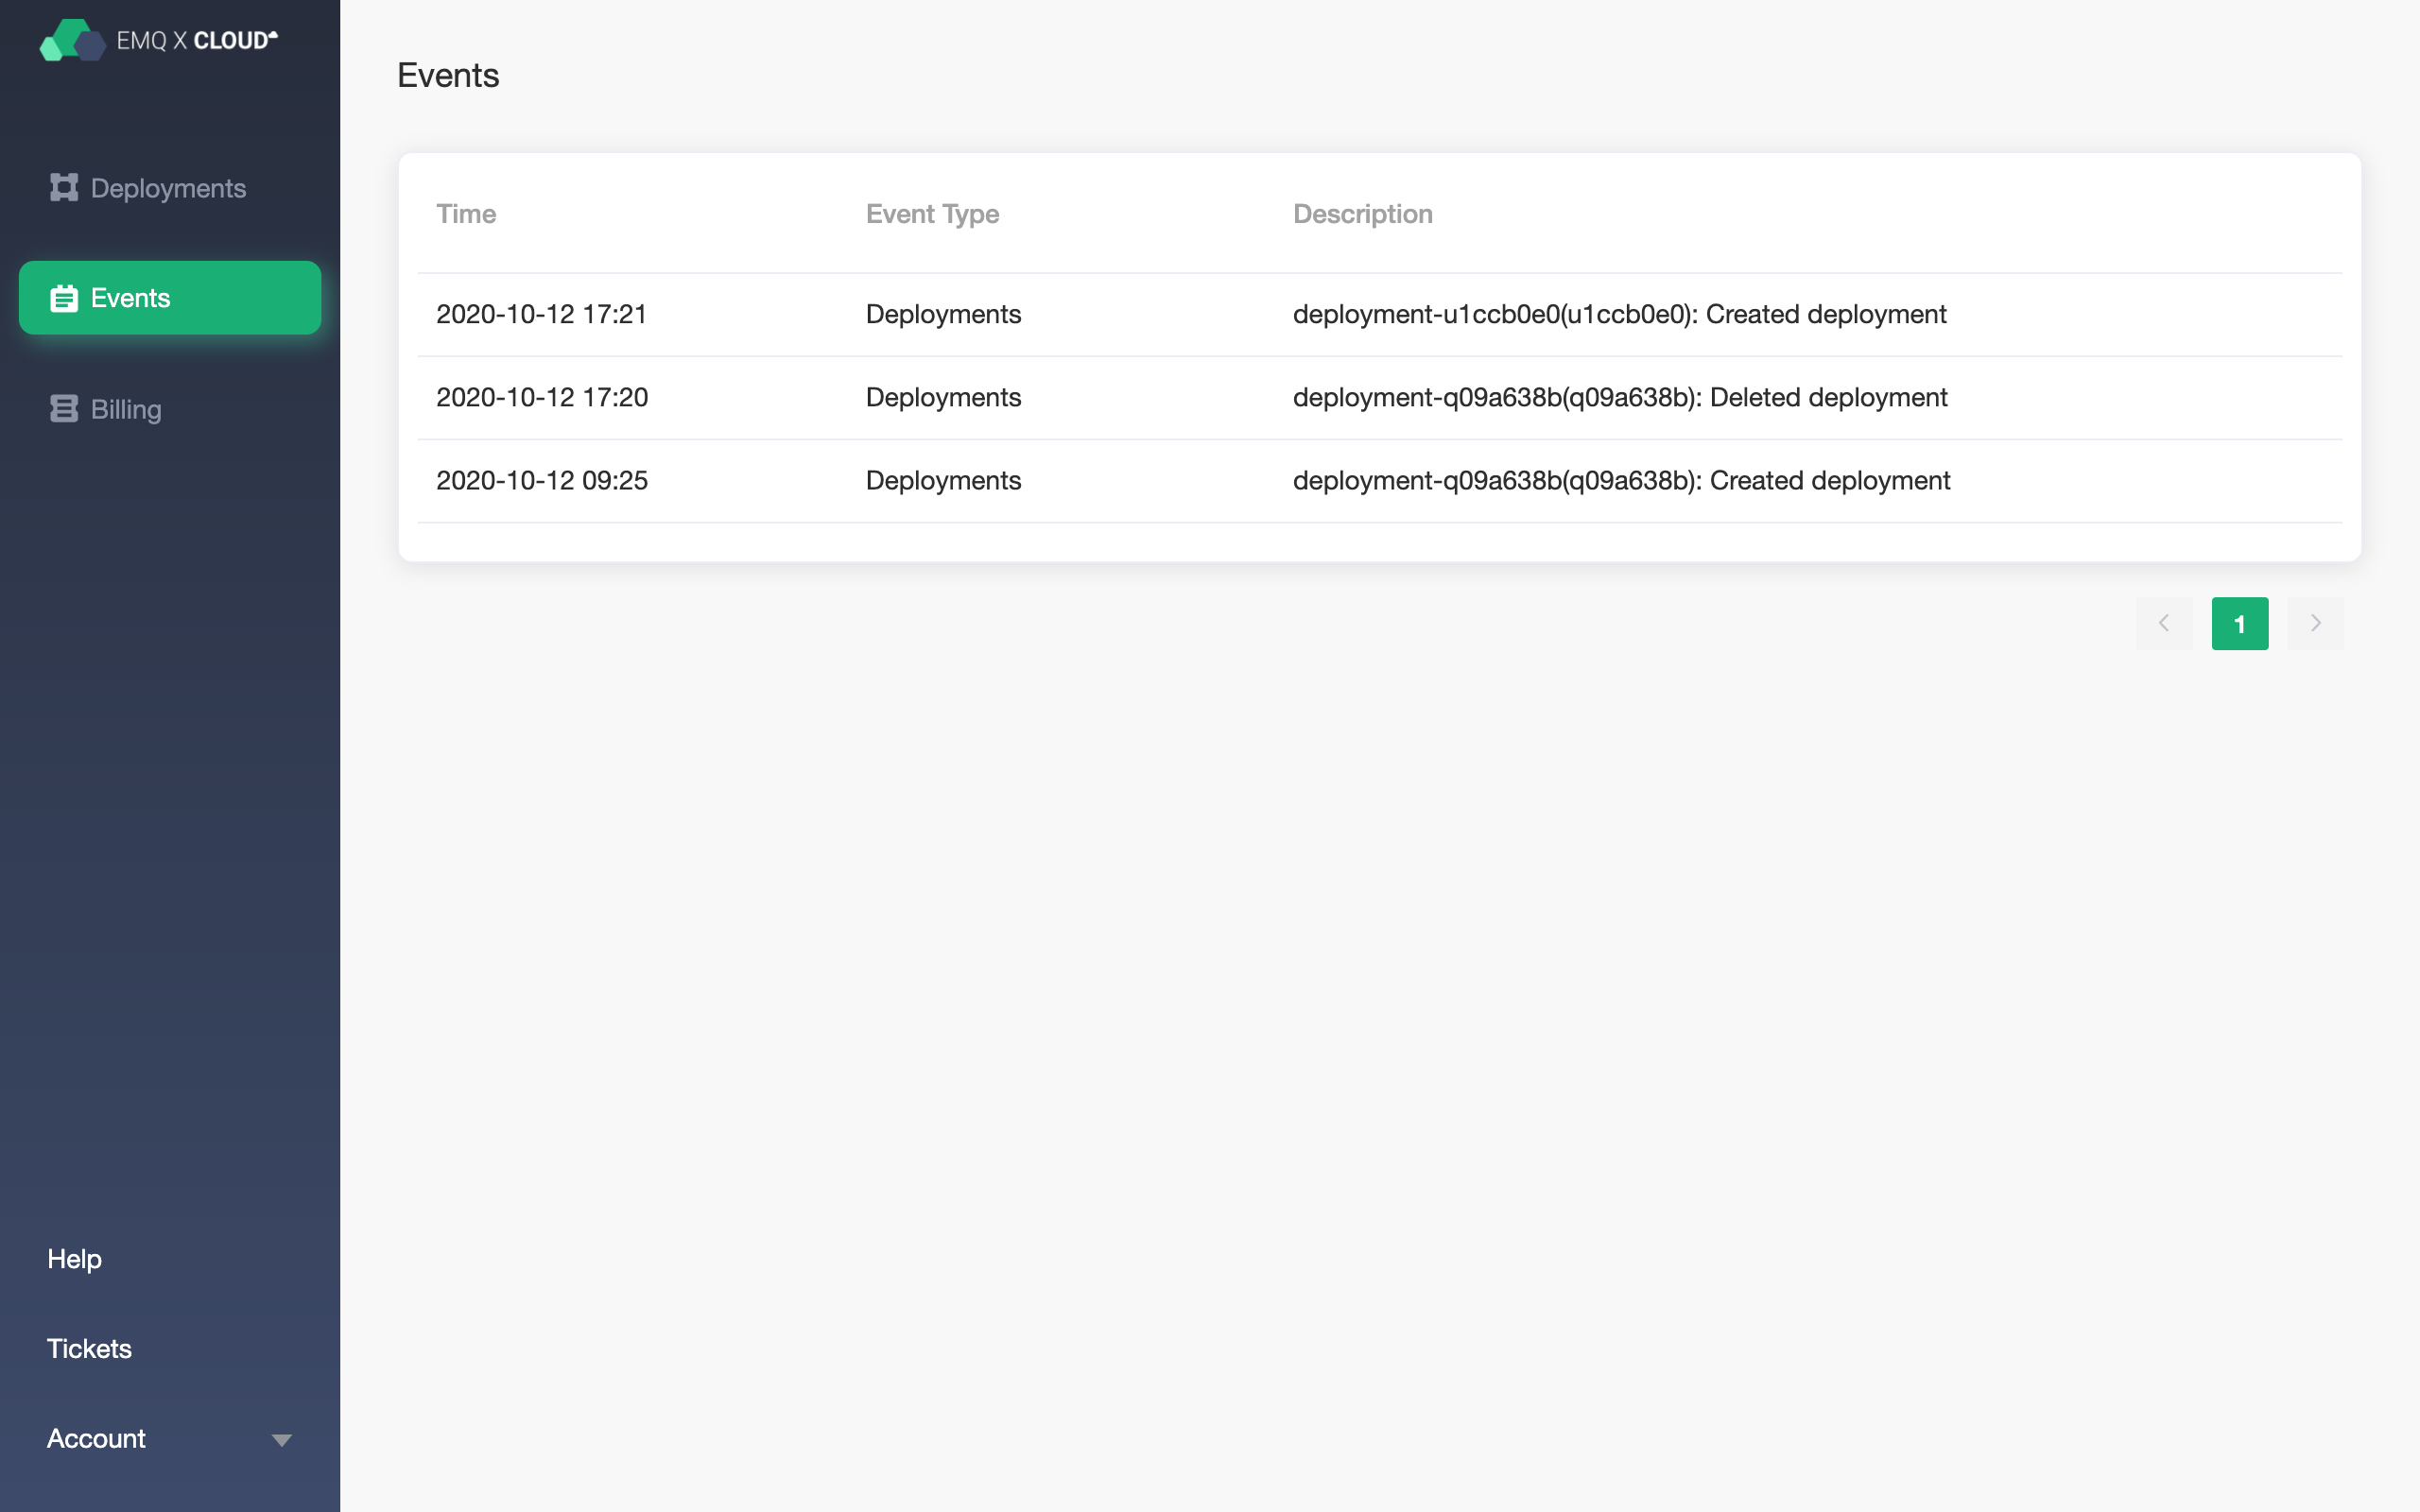 EMQ X CLOUD
Deployments
Events
Billing
Help
Tickets
Account
Events
Time Event Type Description
2020-10-12 17:21 Deployments deployment-u1ccb0e0(u1ccb0e0): Created deployment
2020-10-12 17:20 Deployments deployment-q09a638b(q09a638b): Deleted deployment
2020-10-12 09:25 Deployments deployment-q09a638b(q09a638b): Created deployment
1